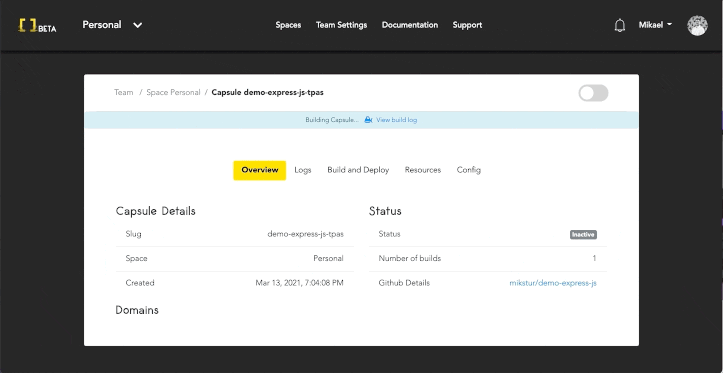 [ ] BETA
Personal
Spaces Team Settings Documentation Support
Mikael
Team / Space Personal / Capsule demo-express-js-tpas
Building Capsule... View build log
Overview Logs Build and Deploy Resources Config
Capsule Details
Slug demo-express-js-tpas
Space Personal
Created Mar 13, 2021, 7:04:08 PM
Domains
Status
Status Inactive
Number of builds 1
Github Details mikstur/demo-express-js